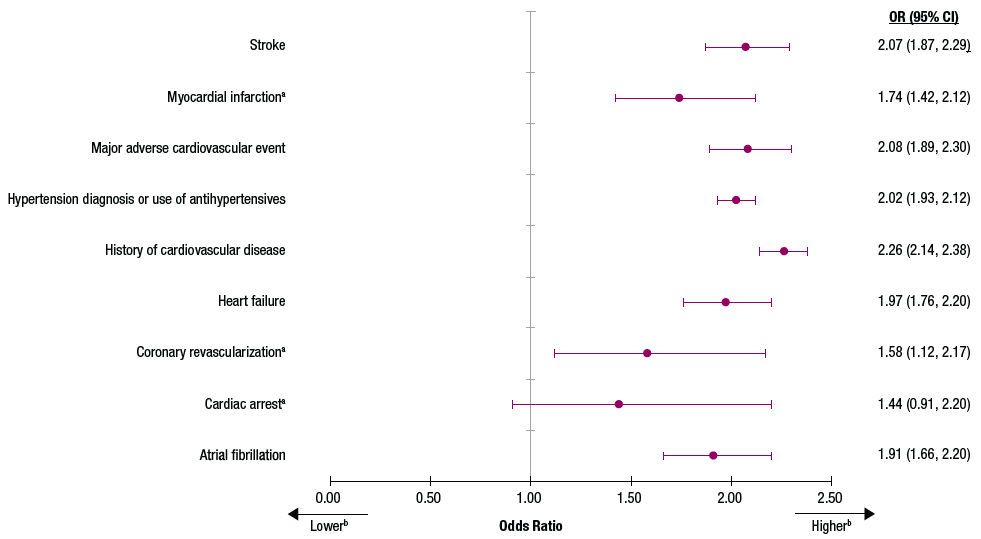 OR (95% CI)
Stroke 2.07 (1.87, 2.29)
Myocardial infarctionᵃ 1.74 (1.42, 2.12)
Major adverse cardiovascular event 2.08 (1.89, 2.30)
Hypertension diagnosis or use of antihypertensives 2.02 (1.93, 2.12)
History of cardiovascular disease 2.26 (2.14, 2.38)
Heart failure 1.97 (1.76, 2.20)
Coronary revascularizationᵃ 1.58 (1.12, 2.17)
Cardiac arrestᵃ 1.44 (0.91, 2.20)
Atrial fibrillation 1.91 (1.66, 2.20)
0.00 0.50 1.00 1.50 2.00 2.50
Lowerᵇ Odds Ratio Higherᵇ